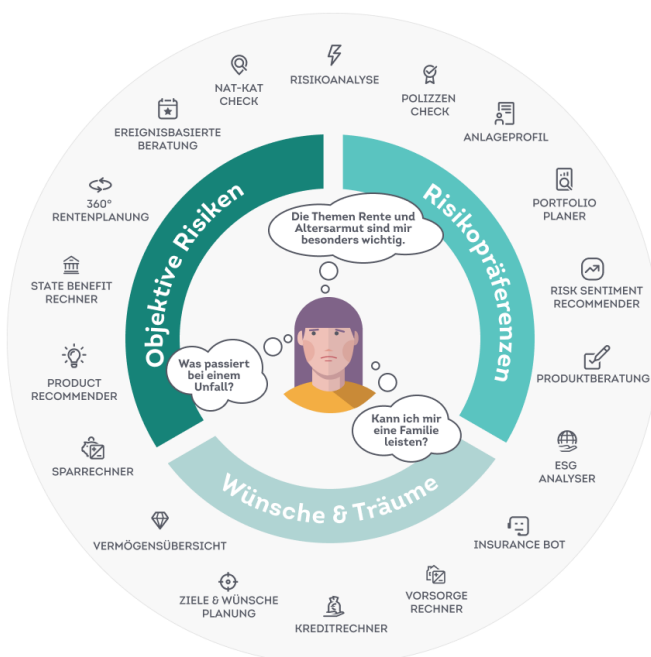 RISIKOANALYSE
POLIZZEN
CHECK
ANLAGEPROFIL
PORTFOLIO
PLANER
RISK SENTIMENT
RECOMMENDER
PRODUKTBERATUNG
ESG
ANALYSER
INSURANCE BOT
VORSORGE
RECHNER
KREDITRECHNER
ZIELE & WÜNSCHE
PLANUNG
VERMÖGENSÜBERSICHT
SPARRECHNER
PRODUCT
RECOMMENDER
STATE BENEFIT
RECHNER
360°
RENTENPLANUNG
EREIGNISBASIERTE
BERATUNG
NAT-KAT
CHECK
Objektive Risiken
Risikopräferenzen
Wünsche & Träume
Die Themen Rente und
Altersarmut sind mir
besonders wichtig.
Was passiert
bei einem
Unfall?
Kann ich mir
eine Familie
leisten?